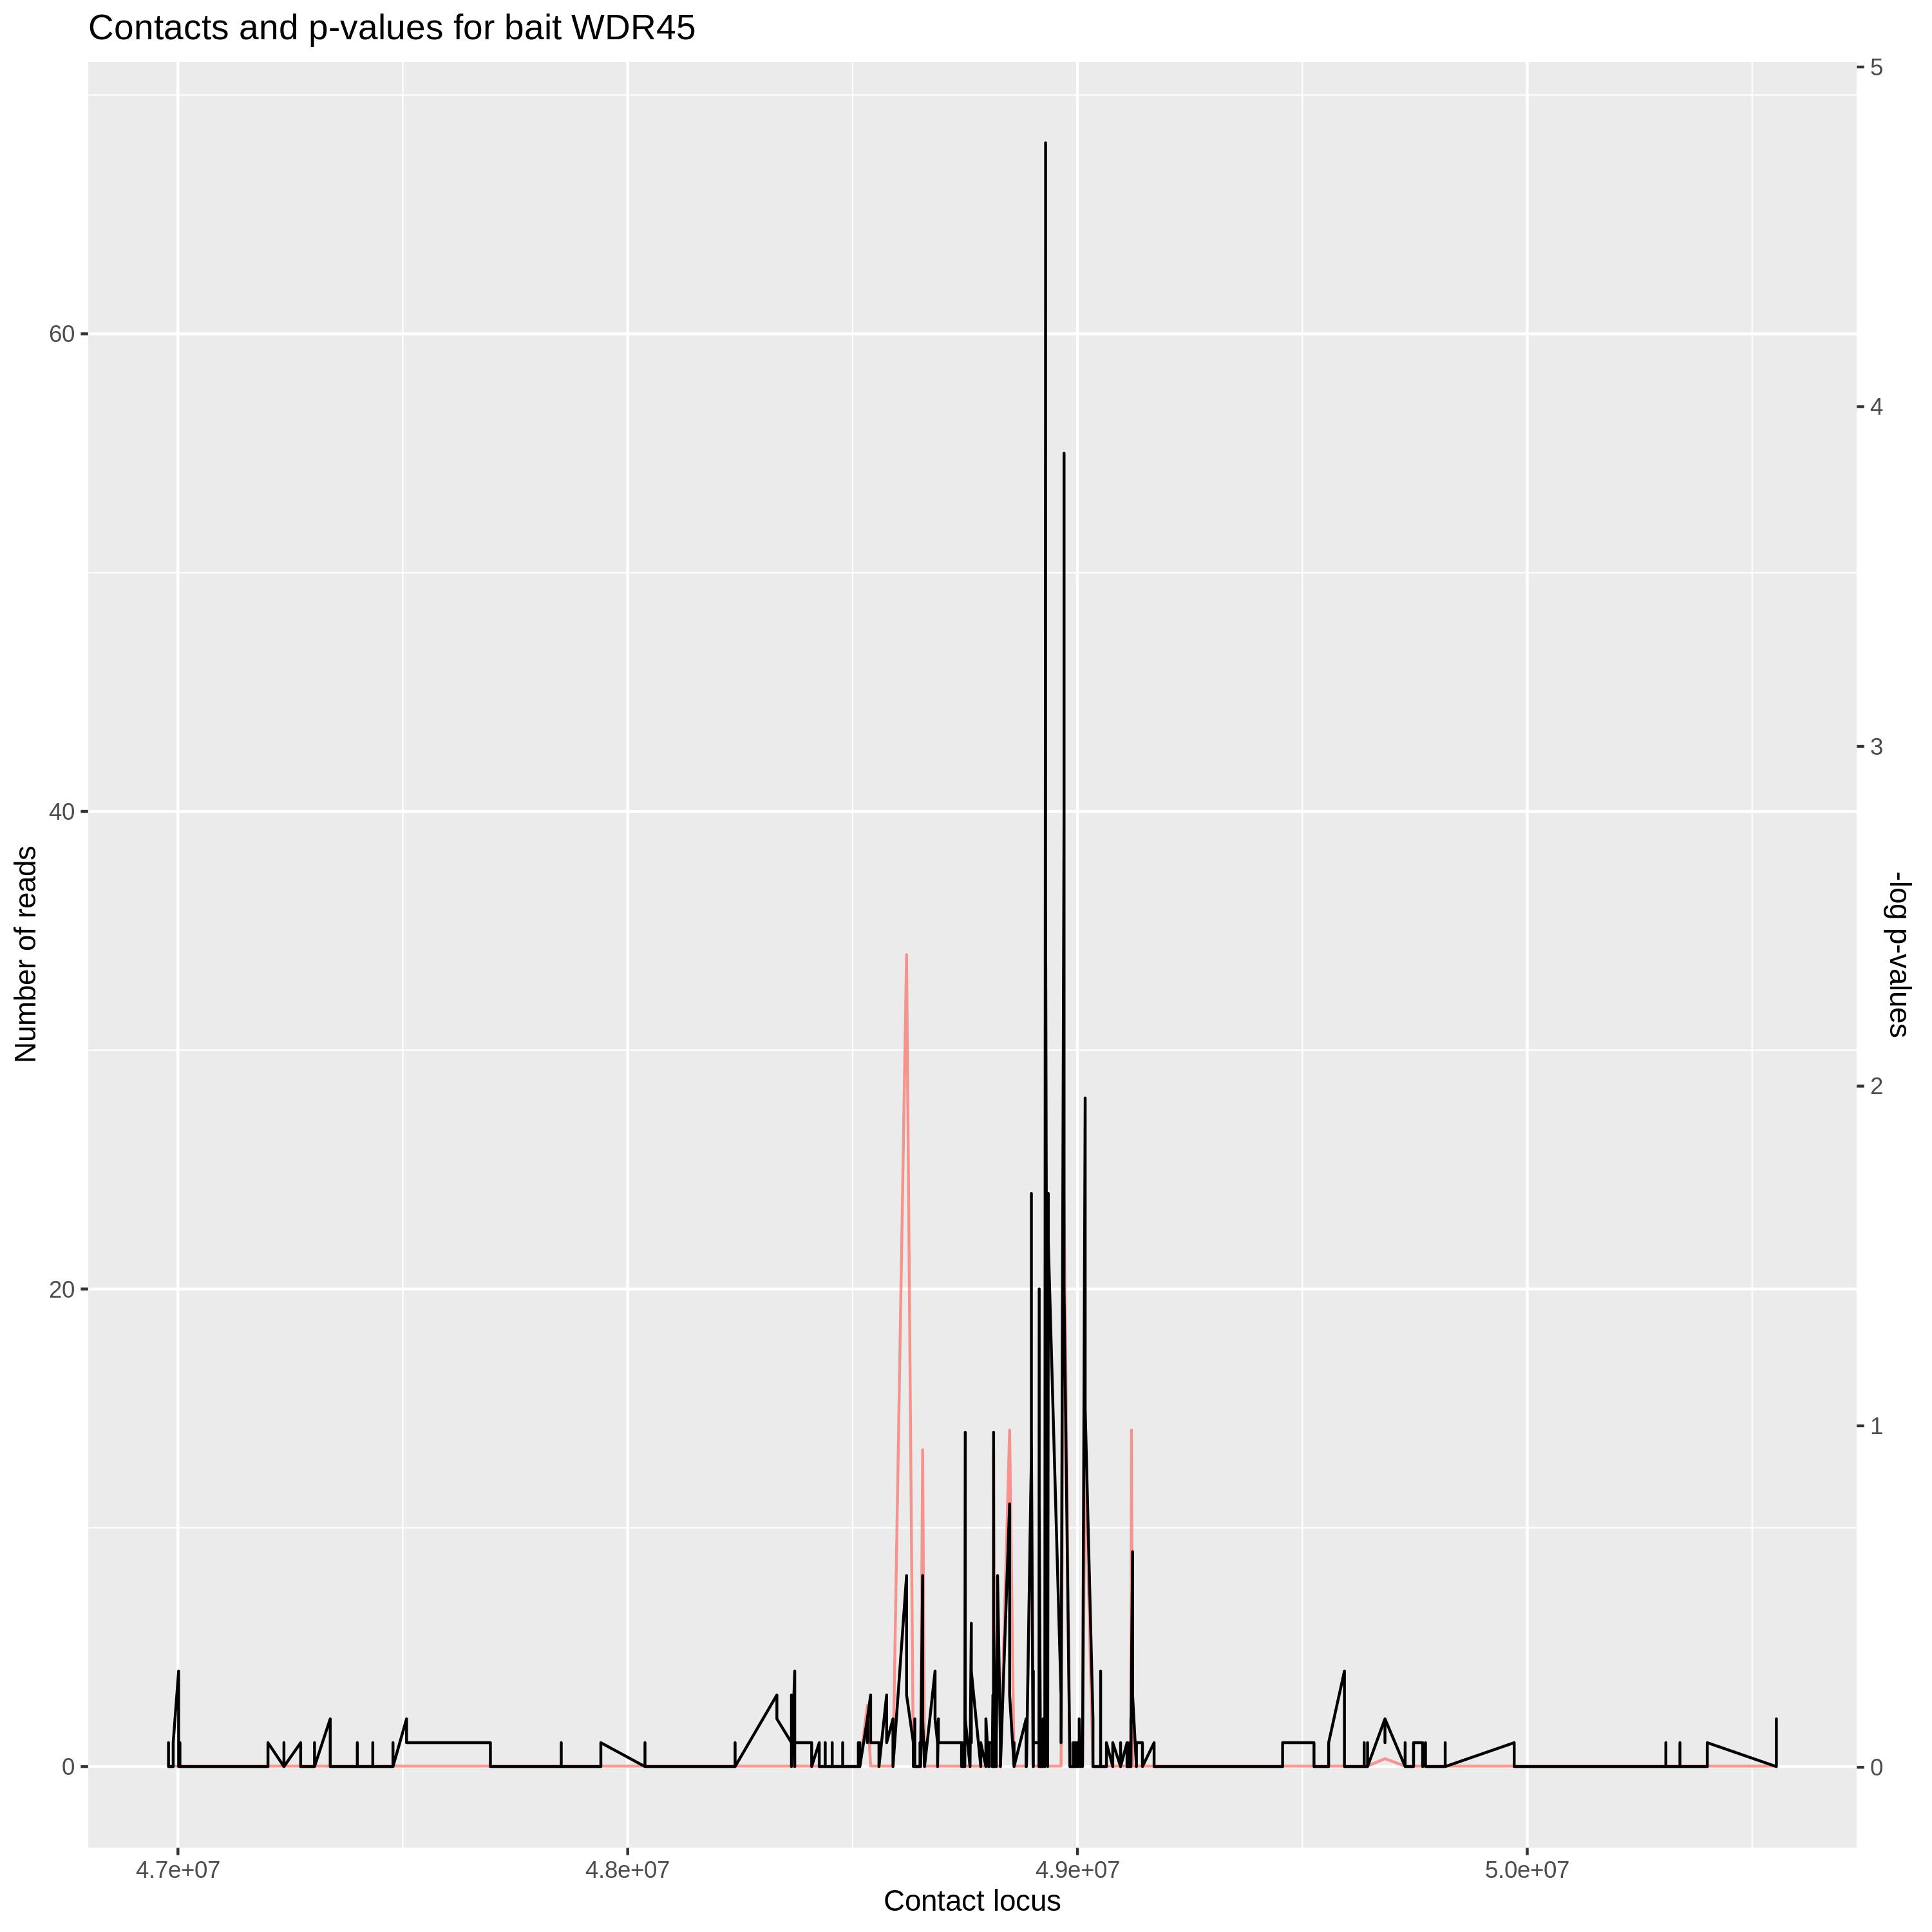 Contacts and p-values for bait WDR45
Number of reads
60
40
20
0
5
4
3
2
1
0
-log p-values
4.7e+07 4.8e+07 4.9e+07 5.0e+07
Contact locus